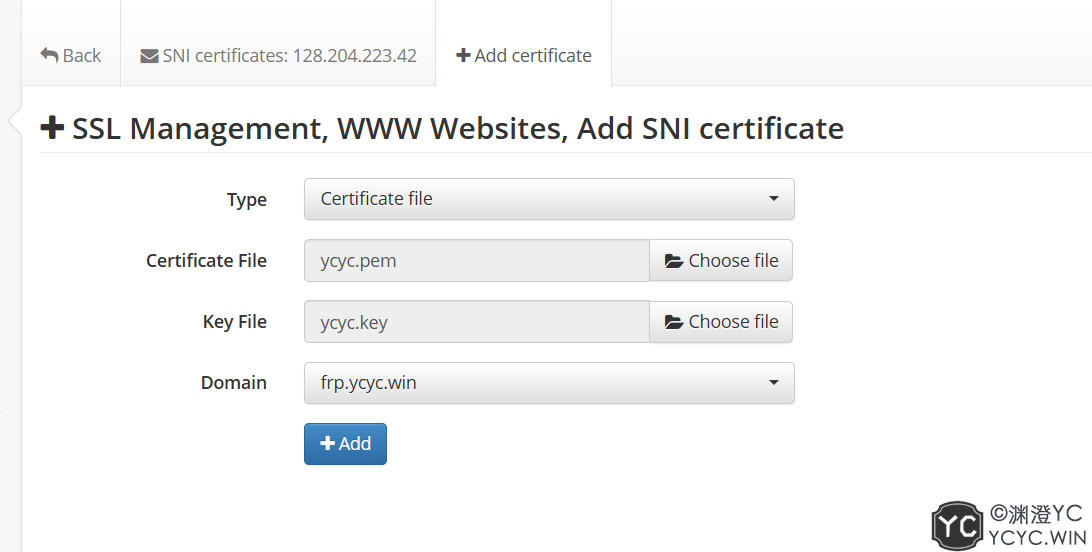 Back SNI certificates: 128.204.223.42 Add certificate
SSL Management, WWW Websites, Add SNI certificate
Type Certificate file
Certificate File ycyc.pem Choose file
Key File ycyc.key Choose file
Domain frp.ycyc.win
Add
YC ©渊澄YC
YCYC.WIN